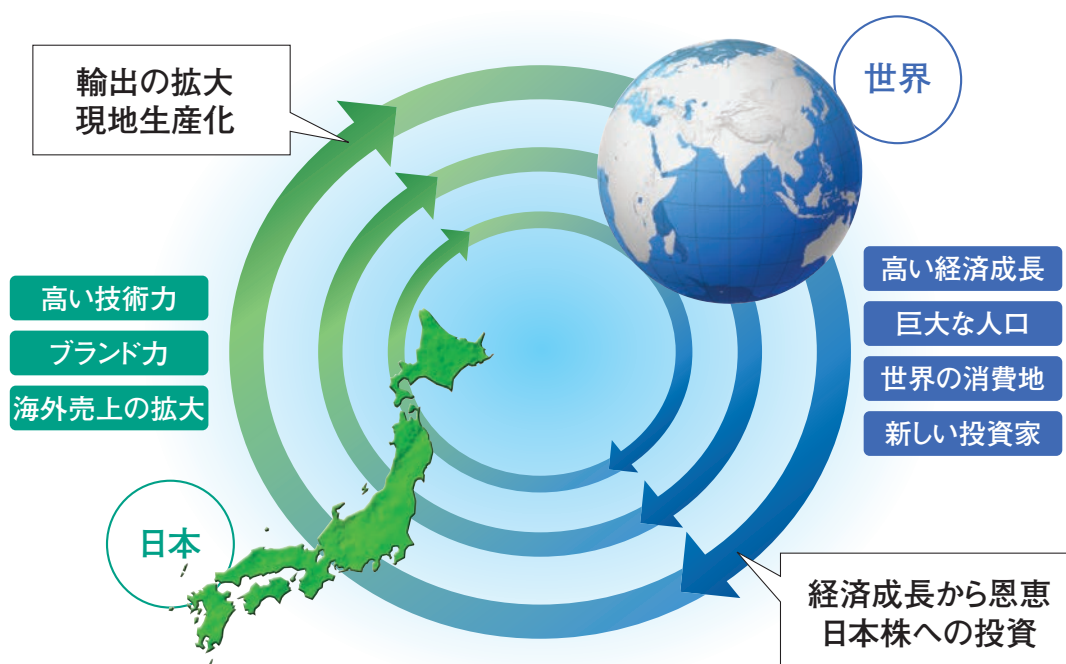 輸出の拡大
現地生産化
世界
高い技術力
ブランド力
海外売上の拡大
高い経済成長
巨大な人口
世界の消費地
新しい投資家
日本
経済成長から恩恵
日本株への投資